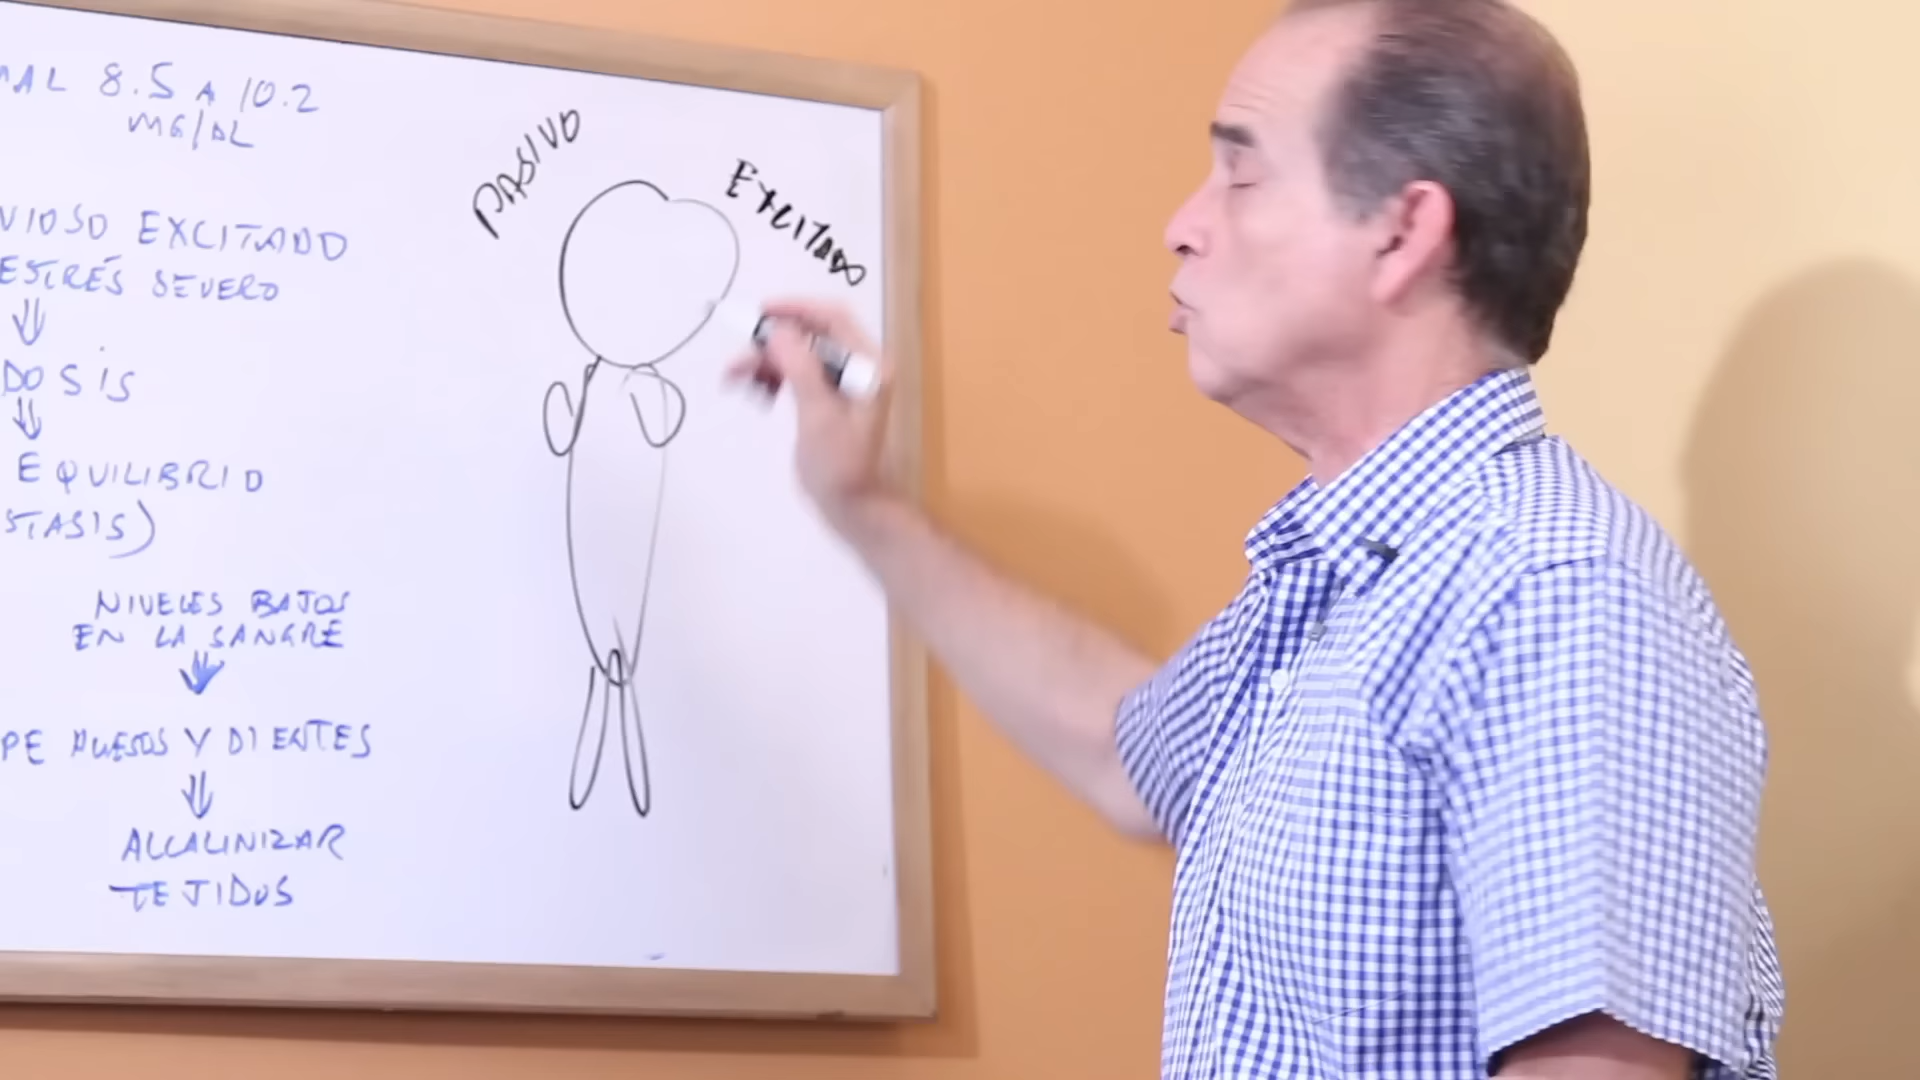 MAL 8.5 A 10.2
MG/DL
VIOSO EXCITADO
ESTRÉS SEVERO
DOSIS
EQUILIBRIO
STASIS)
NIVELES BAJOS
EN LA SANGRE
PE HUESOS Y DIENTES
ALCALINIZAR
TEJIDOS
PASIVO
EXCITADO